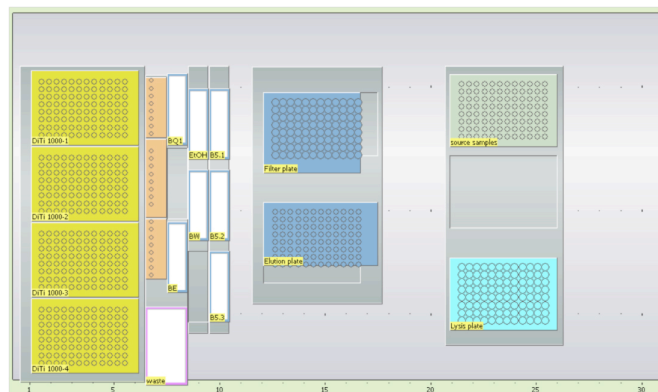 DiTi 1000-1
DiTi 1000-2
DiTi 1000-3
DiTi 1000-4
BQ1
BE
waste
EtOH
BW
B5.1
B5.2
B5.3
Filter plate
Elution plate
source samples
Lysis plate
1 5 10 15 20 25 30